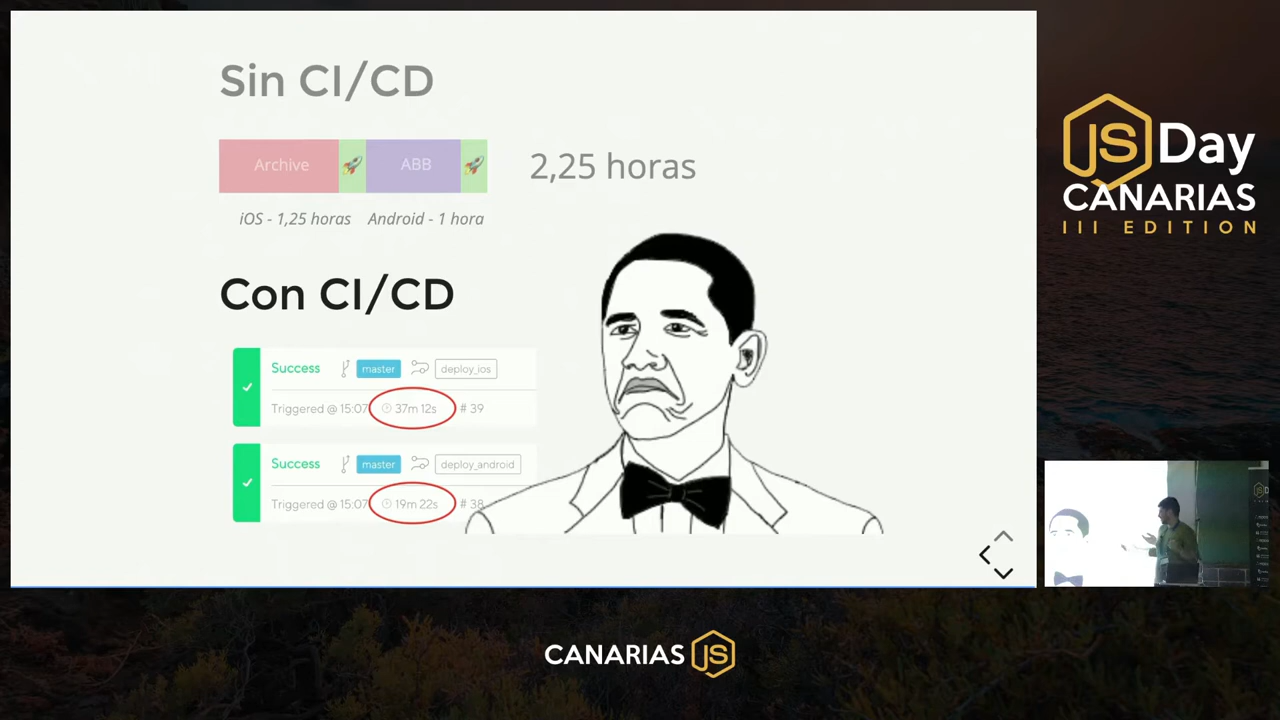 Sin CI/CD
Archive
ABB
2,25 horas
iOS - 1,25 horas
Android - 1 hora
Con CI/CD
Success
master
deploy_ios
Triggered @ 15:07
37m 12s
# 39
Success
master
deploy_android
Triggered @ 15:07
19m 22s
# 38
JS Day
CANARIAS
III EDITION
CANARIAS JS